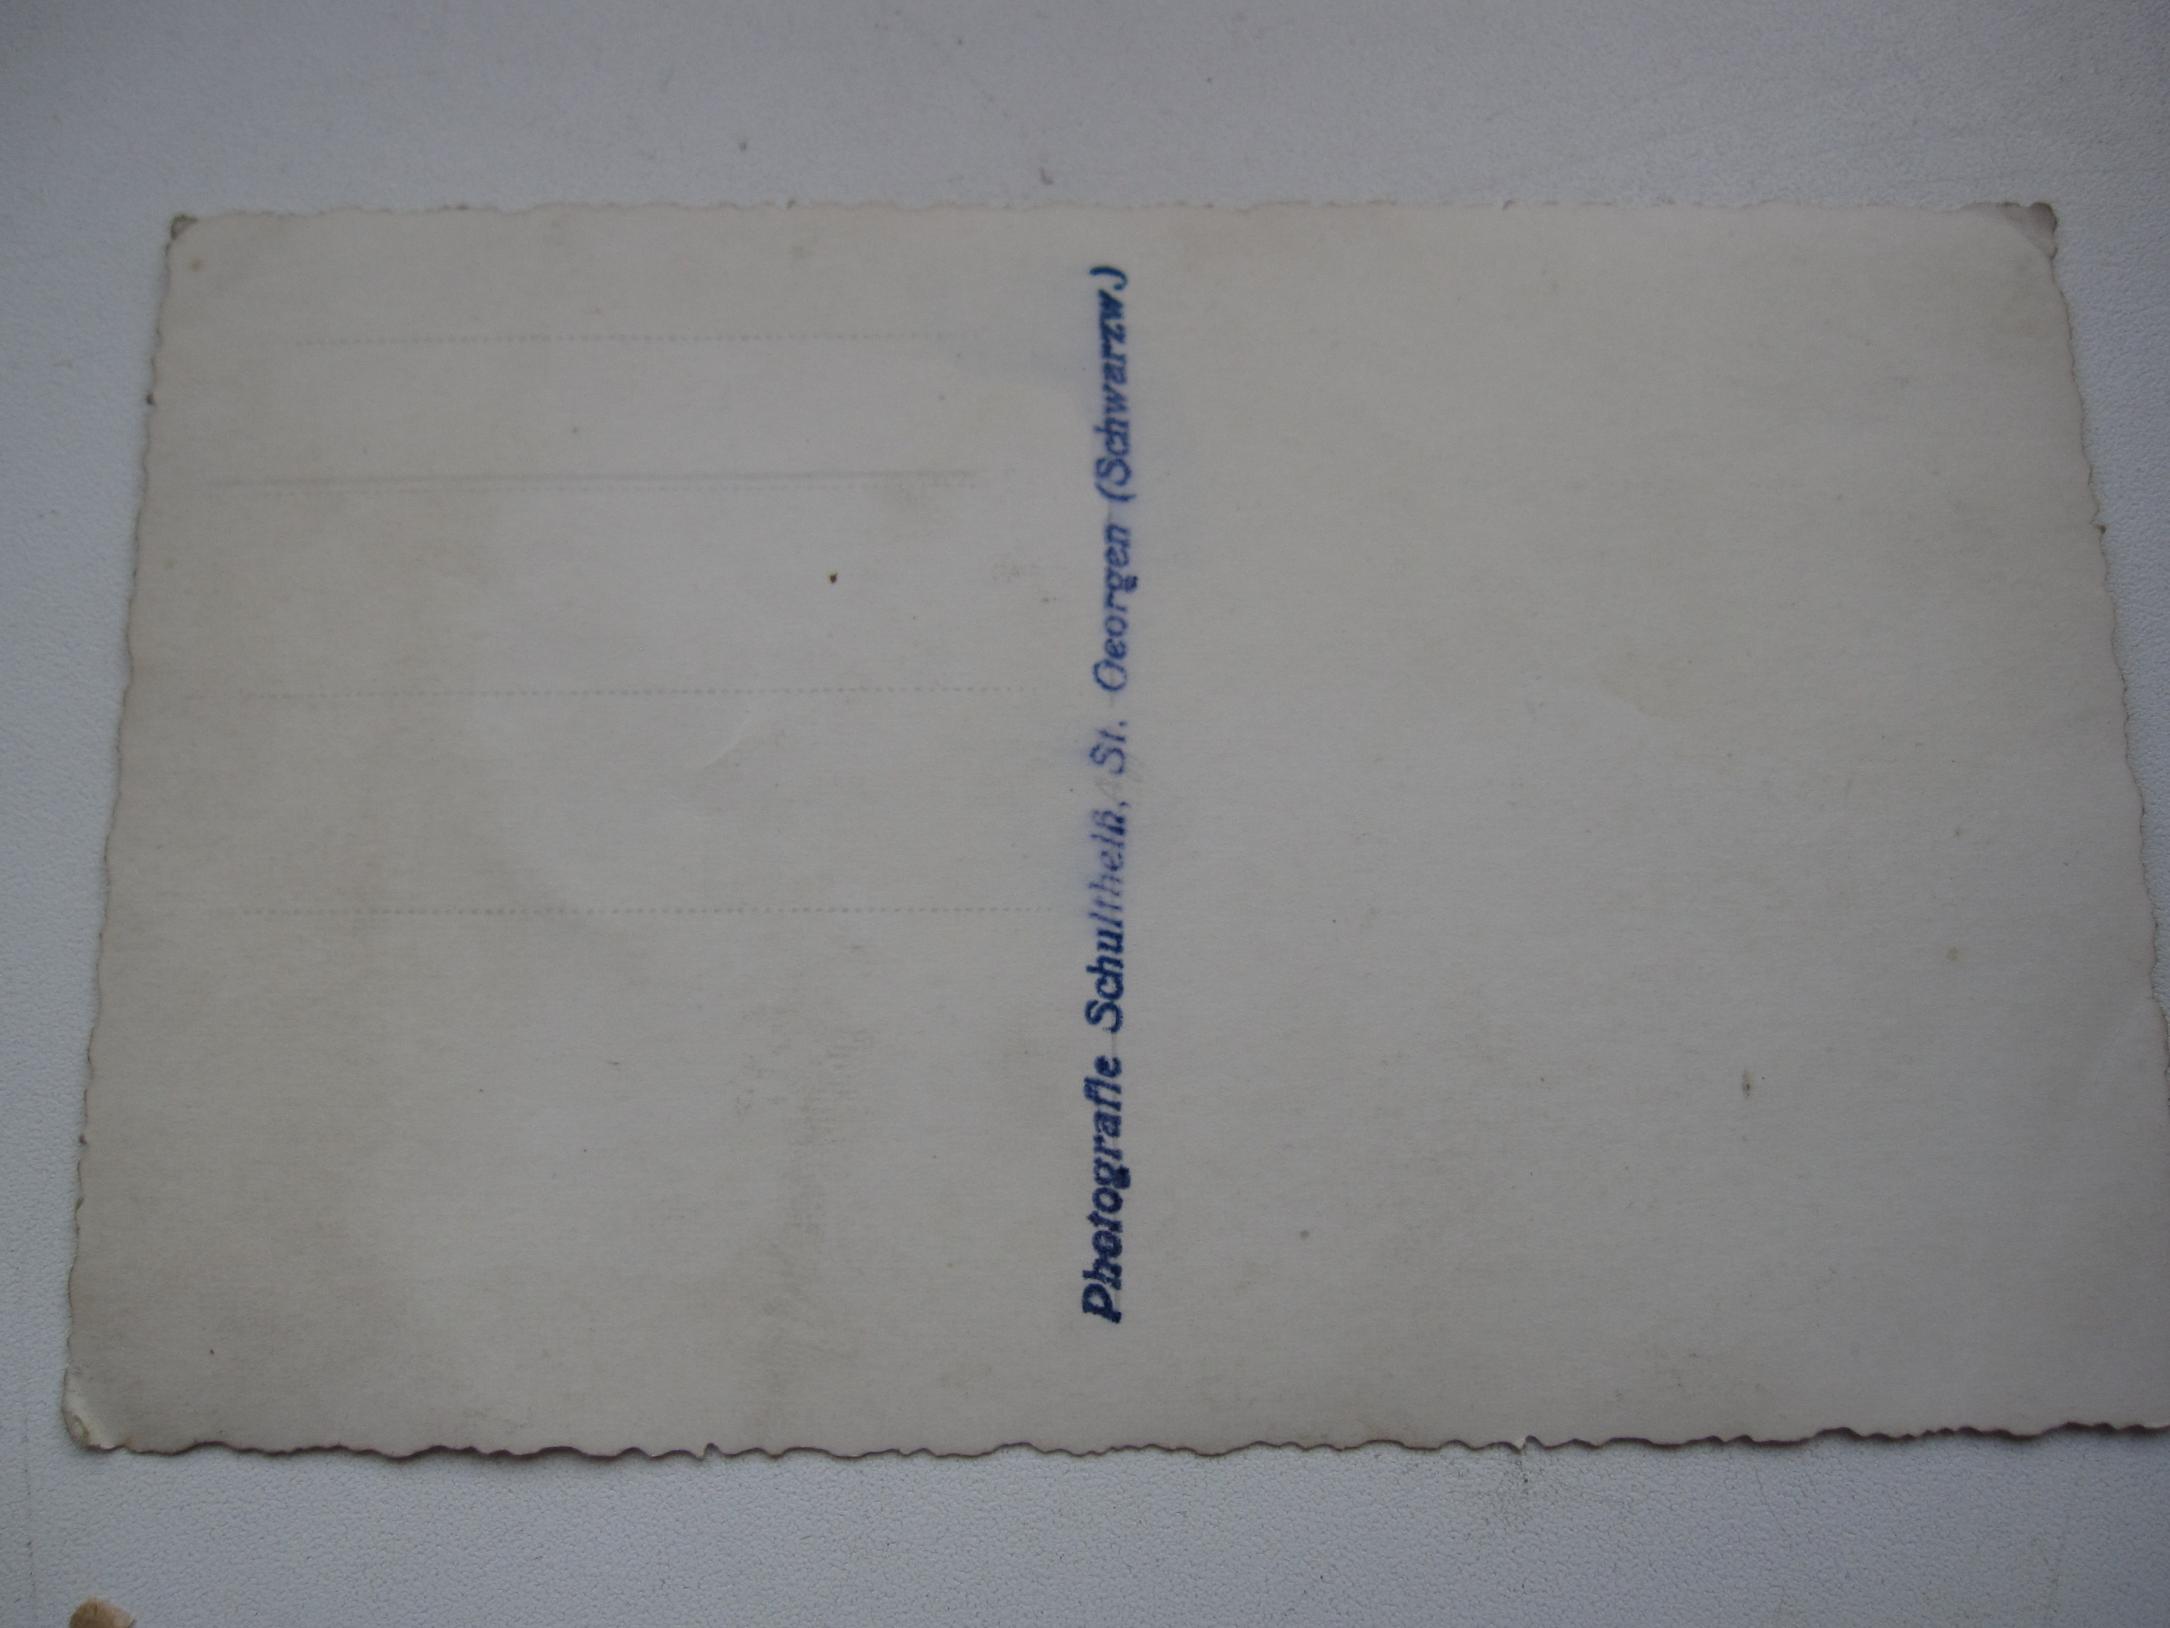 Photografie Schultheiß, St. Georgen (Schwarzw.)